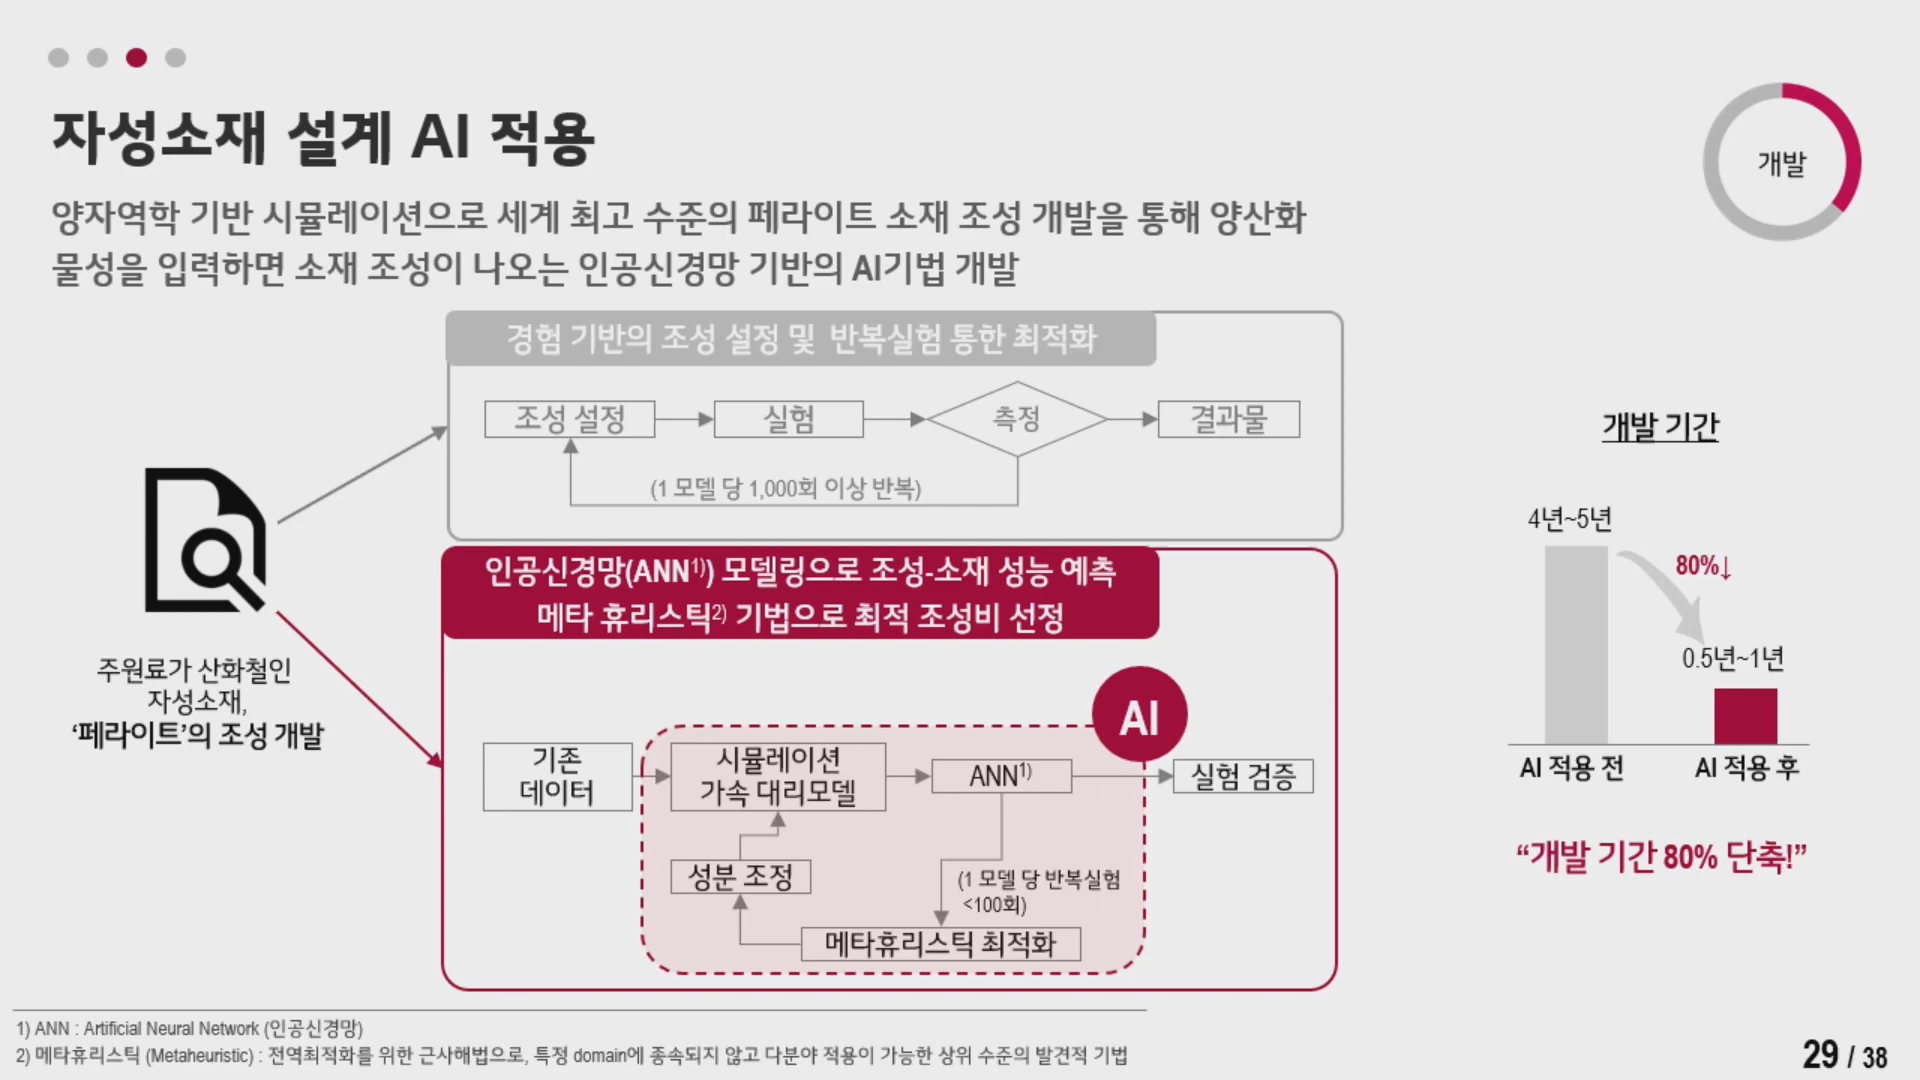 자성소재 설계 AI 적용
개발
양자역학 기반 시뮬레이션으로 세계 최고 수준의 페라이트 소재 조성 개발을 통해 양산화
물성을 입력하면 소재 조성이 나오는 인공신경망 기반의 AI기법 개발
경험 기반의 조성 설정 및 반복실험 통한 최적화
조성 설정
실험
측정
결과물
(1 모델 당 1,000회 이상 반복)
주원료가 산화철인
자성소재,
‘페라이트’의 조성 개발
인공신경망(ANN1)) 모델링으로 조성-소재 성능 예측
메타 휴리스틱2) 기법으로 최적 조성비 선정
AI
기존
데이터
시뮬레이션
가속 대리모델
ANN1)
실험 검증
성분 조정
(1 모델 당 반복실험
<100회)
메타휴리스틱 최적화
개발 기간
4년~5년
80%↓
0.5년~1년
AI 적용 전
AI 적용 후
“개발 기간 80% 단축!”
1) ANN : Artificial Neural Network (인공신경망)
2) 메타휴리스틱 (Metaheuristic) : 전역최적화를 위한 근사해법으로, 특정 domain에 종속되지 않고 다분야 적용이 가능한 상위 수준의 발견적 기법
29 / 38